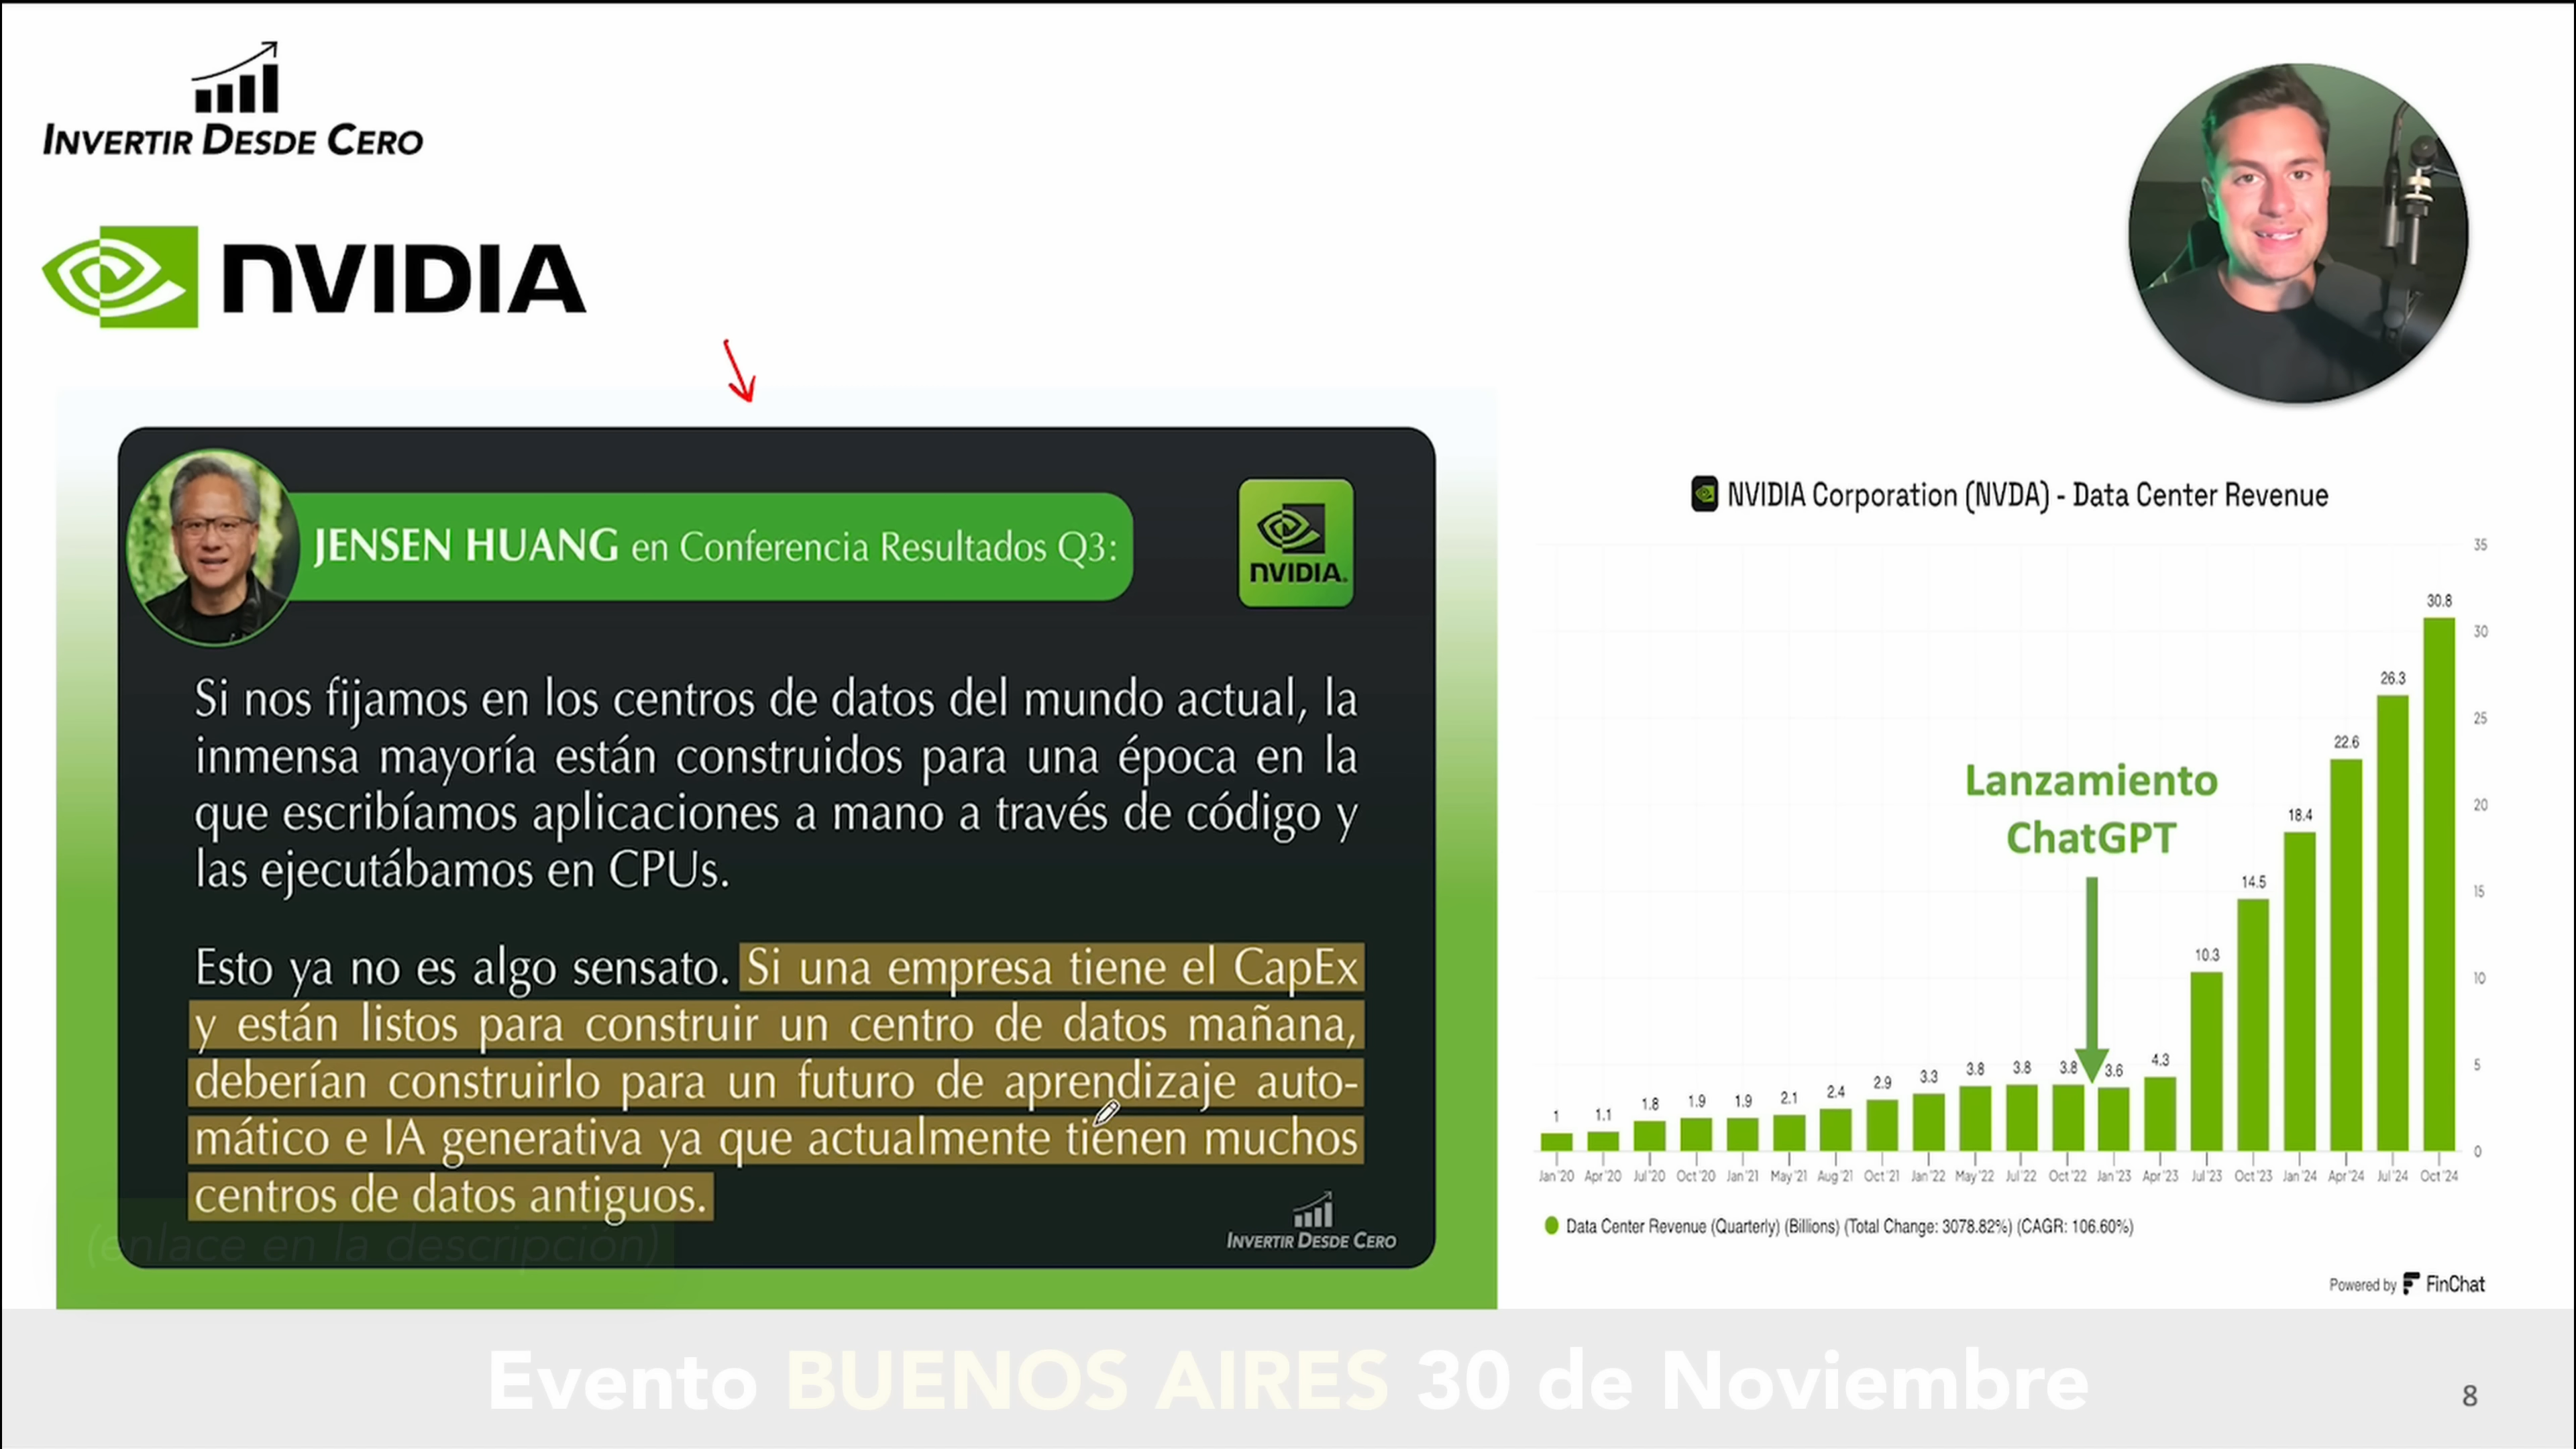 INVERTIR DESDE CERO
NVIDIA
JENSEN HUANG en Conferencia Resultados Q3:
NVIDIA.
Si nos fijamos en los centros de datos del mundo actual, la
inmensa mayoría están construidos para una época en la
que escribíamos aplicaciones a mano a través de código y
las ejecutábamos en CPUs.
Esto ya no es algo sensato. Si una empresa tiene el CapEx
y están listos para construir un centro de datos mañana,
deberían construirlo para un futuro de aprendizaje auto-
mático e IA generativa ya que actualmente tienen muchos
centros de datos antiguos.
(enlace en la descripción)
INVERTIR DESDE CERO
NVIDIA Corporation (NVDA) - Data Center Revenue
35
30
25
20
15
10
5
0
Lanzamiento
ChatGPT
1 1.1 1.8 1.9 1.9 2.1 2.4 2.9 3.3 3.8 3.8 3.8 3.6 4.3 10.3 14.5 18.4 22.6 26.3 30.8
Jan'20 Apr'20 Jul'20 Oct'20 Jan'21 May'21 Aug'21 Oct'21 Jan'22 May'22 Jul'22 Oct'22 Jan'23 Apr'23 Jul'23 Oct'23 Jan'24 Apr'24 Jul'24 Oct'24
Data Center Revenue (Quarterly) (Billions) (Total Change: 3078.82%) (CAGR: 106.60%)
Powered by FinChat
Evento BUENOS AIRES 30 de Noviembre
8